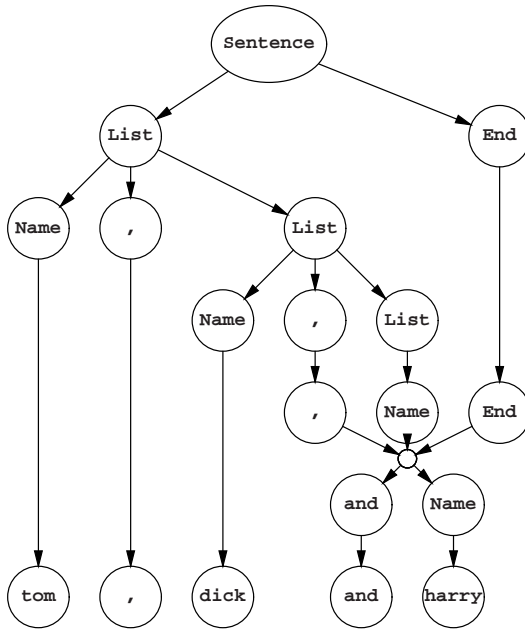 Sentence
List End
Name , List
Name , List
, Name End
and Name
tom , dick and harry